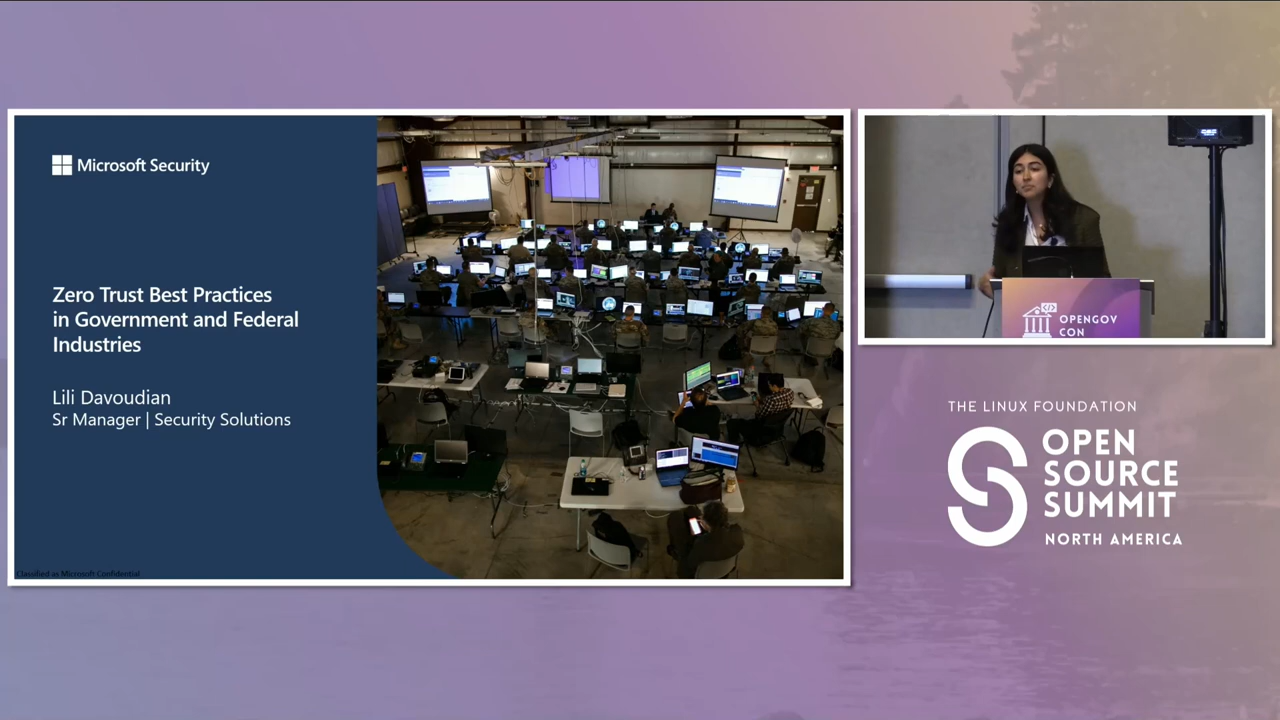 Microsoft Security
Zero Trust Best Practices
in Government and Federal
Industries
Lili Davoudian
Sr Manager | Security Solutions
Classified as Microsoft Confidential
OPENGOV
CON
THE LINUX FOUNDATION
OPEN
SOURCE
SUMMIT
NORTH AMERICA